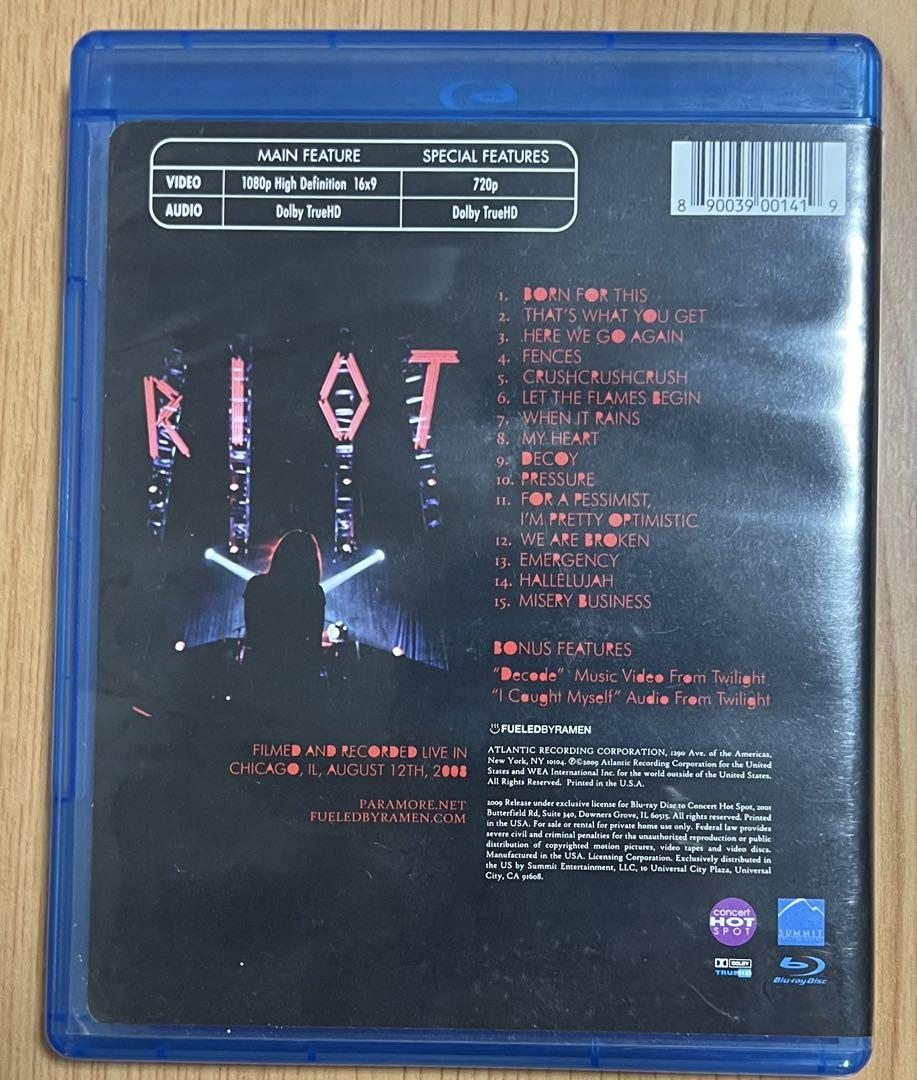 MAIN FEATURE SPECIAL FEATURES
VIDEO 1080p High Definition 16x9 720p
AUDIO Dolby TrueHD Dolby TrueHD
8 90039 00141 9
1. BORN FOR THIS
2. THAT'S WHAT YOU GET
3. HERE WE GO AGAIN
4. FENCES
5. CRUSHCRUSHCRUSH
6. LET THE FLAMES BEGIN
7. WHEN IT RAINS
8. MY HEART
9. DECOY
10. PRESSURE
11. FOR A PESSIMIST,
I'M PRETTY OPTIMISTIC
12. WE ARE BROKEN
13. EMERGENCY
14. HALLELUJAH
15. MISERY BUSINESS
RIOT
BONUS FEATURES
"Decode" Music Video From Twilight
"I Caught Myself" Audio From Twilight
FUELEDBYRAMEN
FILMED AND RECORDED LIVE IN
CHICAGO, IL, AUGUST 12TH, 2008
PARAMORE.NET
FUELEDBYRAMEN.COM
ATLANTIC RECORDING CORPORATION, 1290 Ave. of the Americas,
New York, NY 10104. ℗©2009 Atlantic Recording Corporation for the United
States and WEA International Inc. for the world outside of the United States.
All Rights Reserved. Printed in the U.S.A.
2009 Release under exclusive license for Blu-ray Disc to Concert Hot Spot, 2001
Butterfield Rd, Suite 340, Downers Grove, IL 60515. All rights reserved. Printed
in the USA. For sale or rental for private home use only. Federal law provides
severe civil and criminal penalties for the unauthorized reproduction or public
distribution of copyrighted motion pictures, video tapes and video discs.
Manufactured in the USA. Licensing Corporation. Exclusively distributed in
the US by Summit Entertainment, LLC, 10 Universal City Plaza, Universal
City, CA 91608.
concert
HOT
SPOT
SUMMIT
DOLBY
TRUEHD
Blu-ray Disc